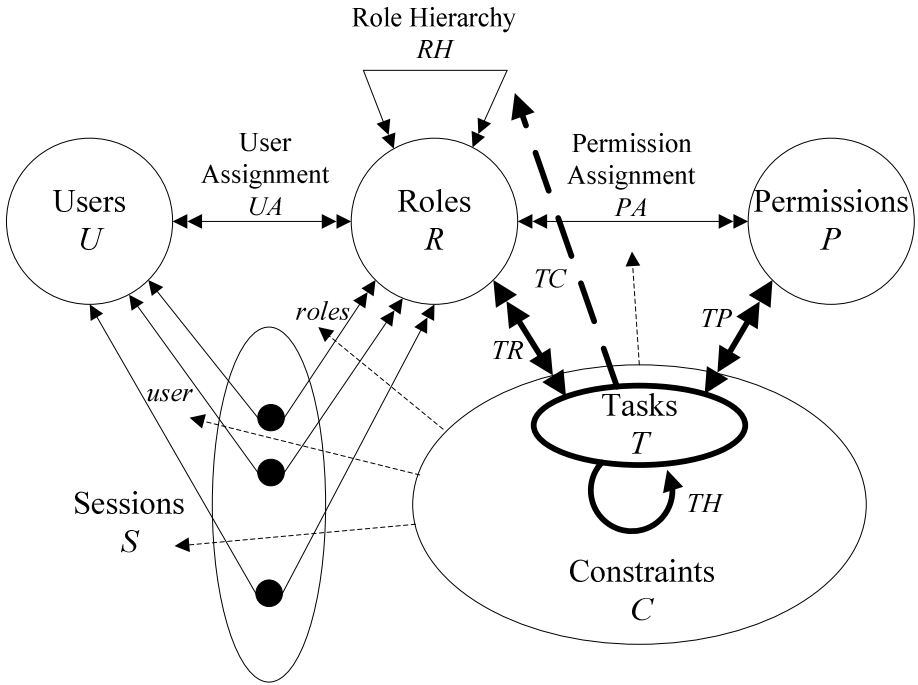 Role Hierarchy
RH
User
Assignment
UA
Permission
Assignment
PA
Users
U
Roles
R
Permissions
P
TC
roles
TR
TP
user
Tasks
T
TH
Sessions
S
Constraints
C